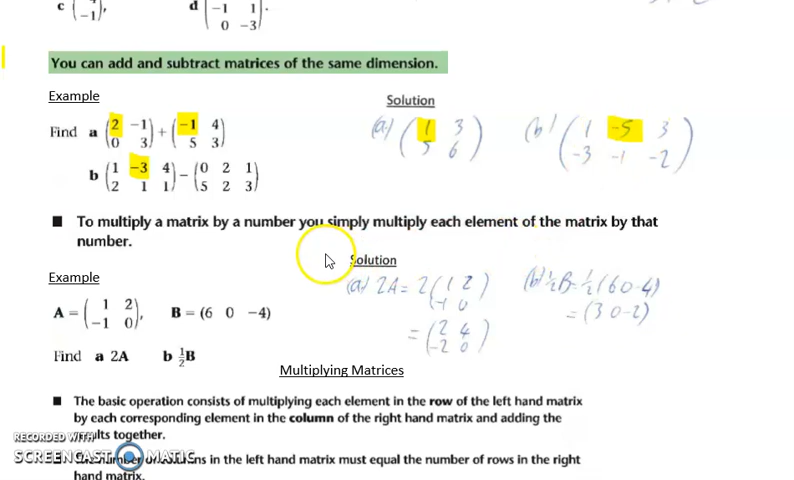 c ( −1),
d ( −1 1
0 −3).
You can add and subtract matrices of the same dimension.
Example
Solution
Find a (2 −1
0 3) + (−1 4
5 3)
(a) (1 3
5 6)
(b) (1 -5 3
-3 -1 -2)
b (1 −3 4
2 1 1) − (0 2 1
5 2 3)
■ To multiply a matrix by a number you simply multiply each element of the matrix by that
number.
Example
Solution
(a) 2A = 2(1 2
-1 0)
= (2 4
-2 0)
(b) ½B = ½(6 0 -4)
= (3 0 -2)
A = (1 2
−1 0), B = (6 0 −4)
Find a 2A b ½B
Multiplying Matrices
■ The basic operation consists of multiplying each element in the row of the left hand matrix
by each corresponding element in the column of the right hand matrix and adding the
together.
RECORDED WITH
SCREENCAST MATIC
in the left hand matrix must equal the number of rows in the right
hand matrix.